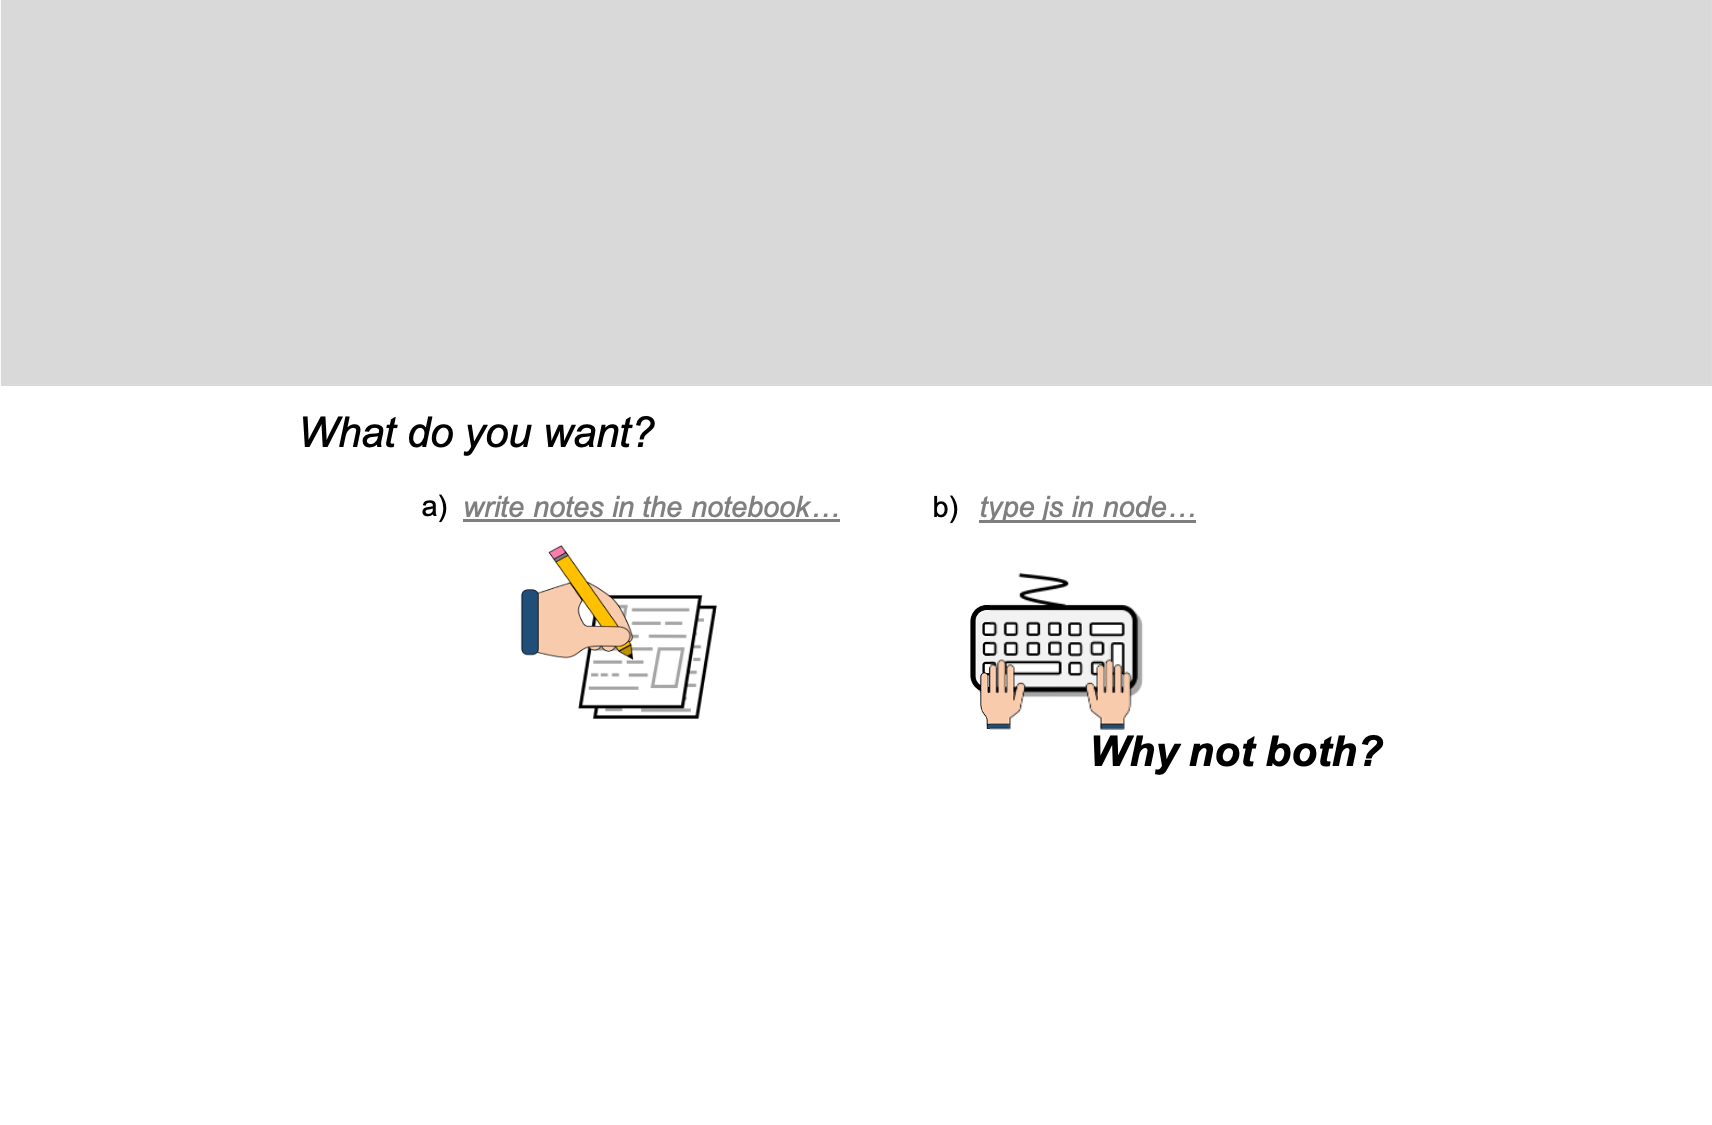 What do you want?
a) write notes in the notebook… b) type js in node…
Why not both?